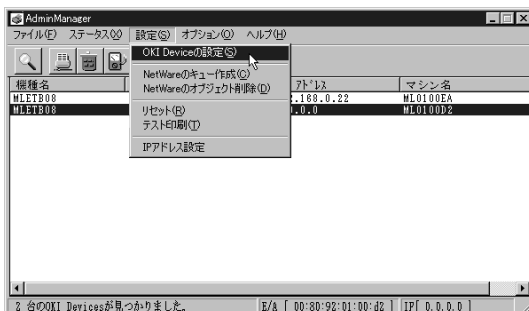 AdminManager
ファイル(F) ステータス(X) 設定(S) オプション(O) ヘルプ(H)
OKI Deviceの設定(S)
NetWareのキュー作成(C)
NetWareのオブジェクト削除(D)
リセット(R)
テスト印刷(T)
IPアドレス設定
機種名 アドレス マシン名
MLETB08 .168.0.22 ML0100EA
MLETB08 .0.0 ML0100D2
2 台のOKI Devicesが見つかりました。 E/A [ 00:80:92:01:00:d2 ] IP[ 0.0.0.0 ]